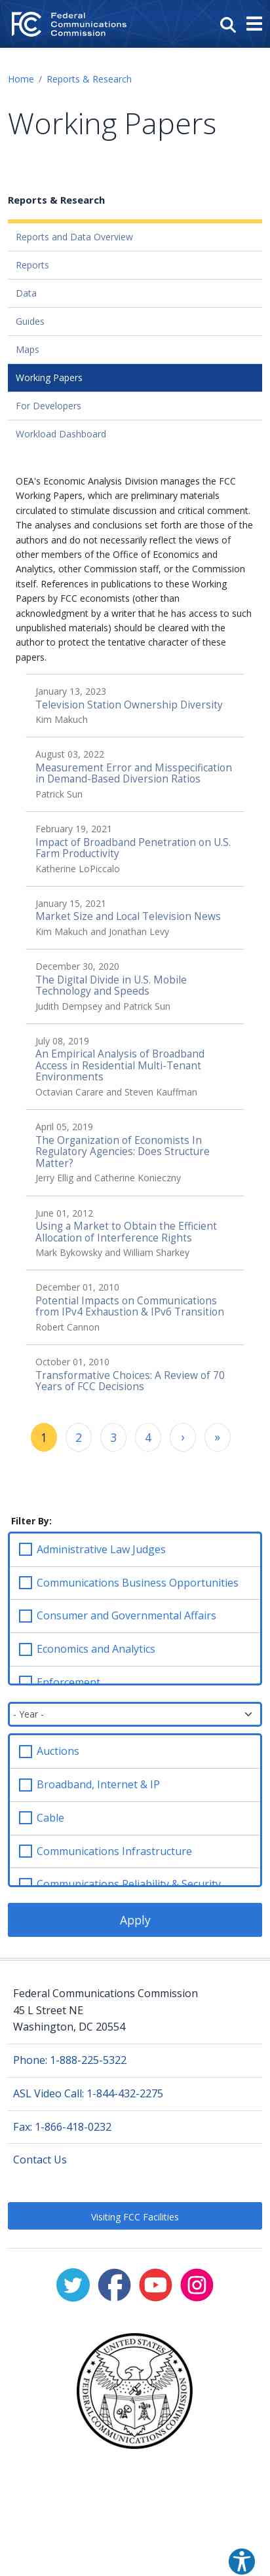 FC
Federal
Communications
Commission
Home / Reports & Research
Working Papers
Reports & Research
Reports and Data Overview
Reports
Data
Guides
Maps
Working Papers
For Developers
Workload Dashboard
OEA's Economic Analysis Division manages the FCC
Working Papers, which are preliminary materials
circulated to stimulate discussion and critical comment.
The analyses and conclusions set forth are those of the
authors and do not necessarily reflect the views of
other members of the Office of Economics and
Analytics, other Commission staff, or the Commission
itself. References in publications to these Working
Papers by FCC economists (other than
acknowledgment by a writer that he has access to such
unpublished materials) should be cleared with the
author to protect the tentative character of these
papers.
January 13, 2023
Television Station Ownership Diversity
Kim Makuch
August 03, 2022
Measurement Error and Misspecification
in Demand-Based Diversion Ratios
Patrick Sun
February 19, 2021
Impact of Broadband Penetration on U.S.
Farm Productivity
Katherine LoPiccalo
January 15, 2021
Market Size and Local Television News
Kim Makuch and Jonathan Levy
December 30, 2020
The Digital Divide in U.S. Mobile
Technology and Speeds
Judith Dempsey and Patrick Sun
July 08, 2019
An Empirical Analysis of Broadband
Access in Residential Multi-Tenant
Environments
Octavian Carare and Steven Kauffman
April 05, 2019
The Organization of Economists In
Regulatory Agencies: Does Structure
Matter?
Jerry Ellig and Catherine Konieczny
June 01, 2012
Using a Market to Obtain the Efficient
Allocation of Interference Rights
Mark Bykowsky and William Sharkey
December 01, 2010
Potential Impacts on Communications
from IPv4 Exhaustion & IPv6 Transition
Robert Cannon
October 01, 2010
Transformative Choices: A Review of 70
Years of FCC Decisions
1 2 3 4 › »
Filter By:
Administrative Law Judges
Communications Business Opportunities
Consumer and Governmental Affairs
Economics and Analytics
Enforcement
- Year -
Auctions
Broadband, Internet & IP
Cable
Communications Infrastructure
Communications Reliability & Security
Apply
Federal Communications Commission
45 L Street NE
Washington, DC 20554
Phone: 1-888-225-5322
ASL Video Call: 1-844-432-2275
Fax: 1-866-418-0232
Contact Us
Visiting FCC Facilities
UNITED STATES
FEDERAL COMMUNICATIONS COMMISSION